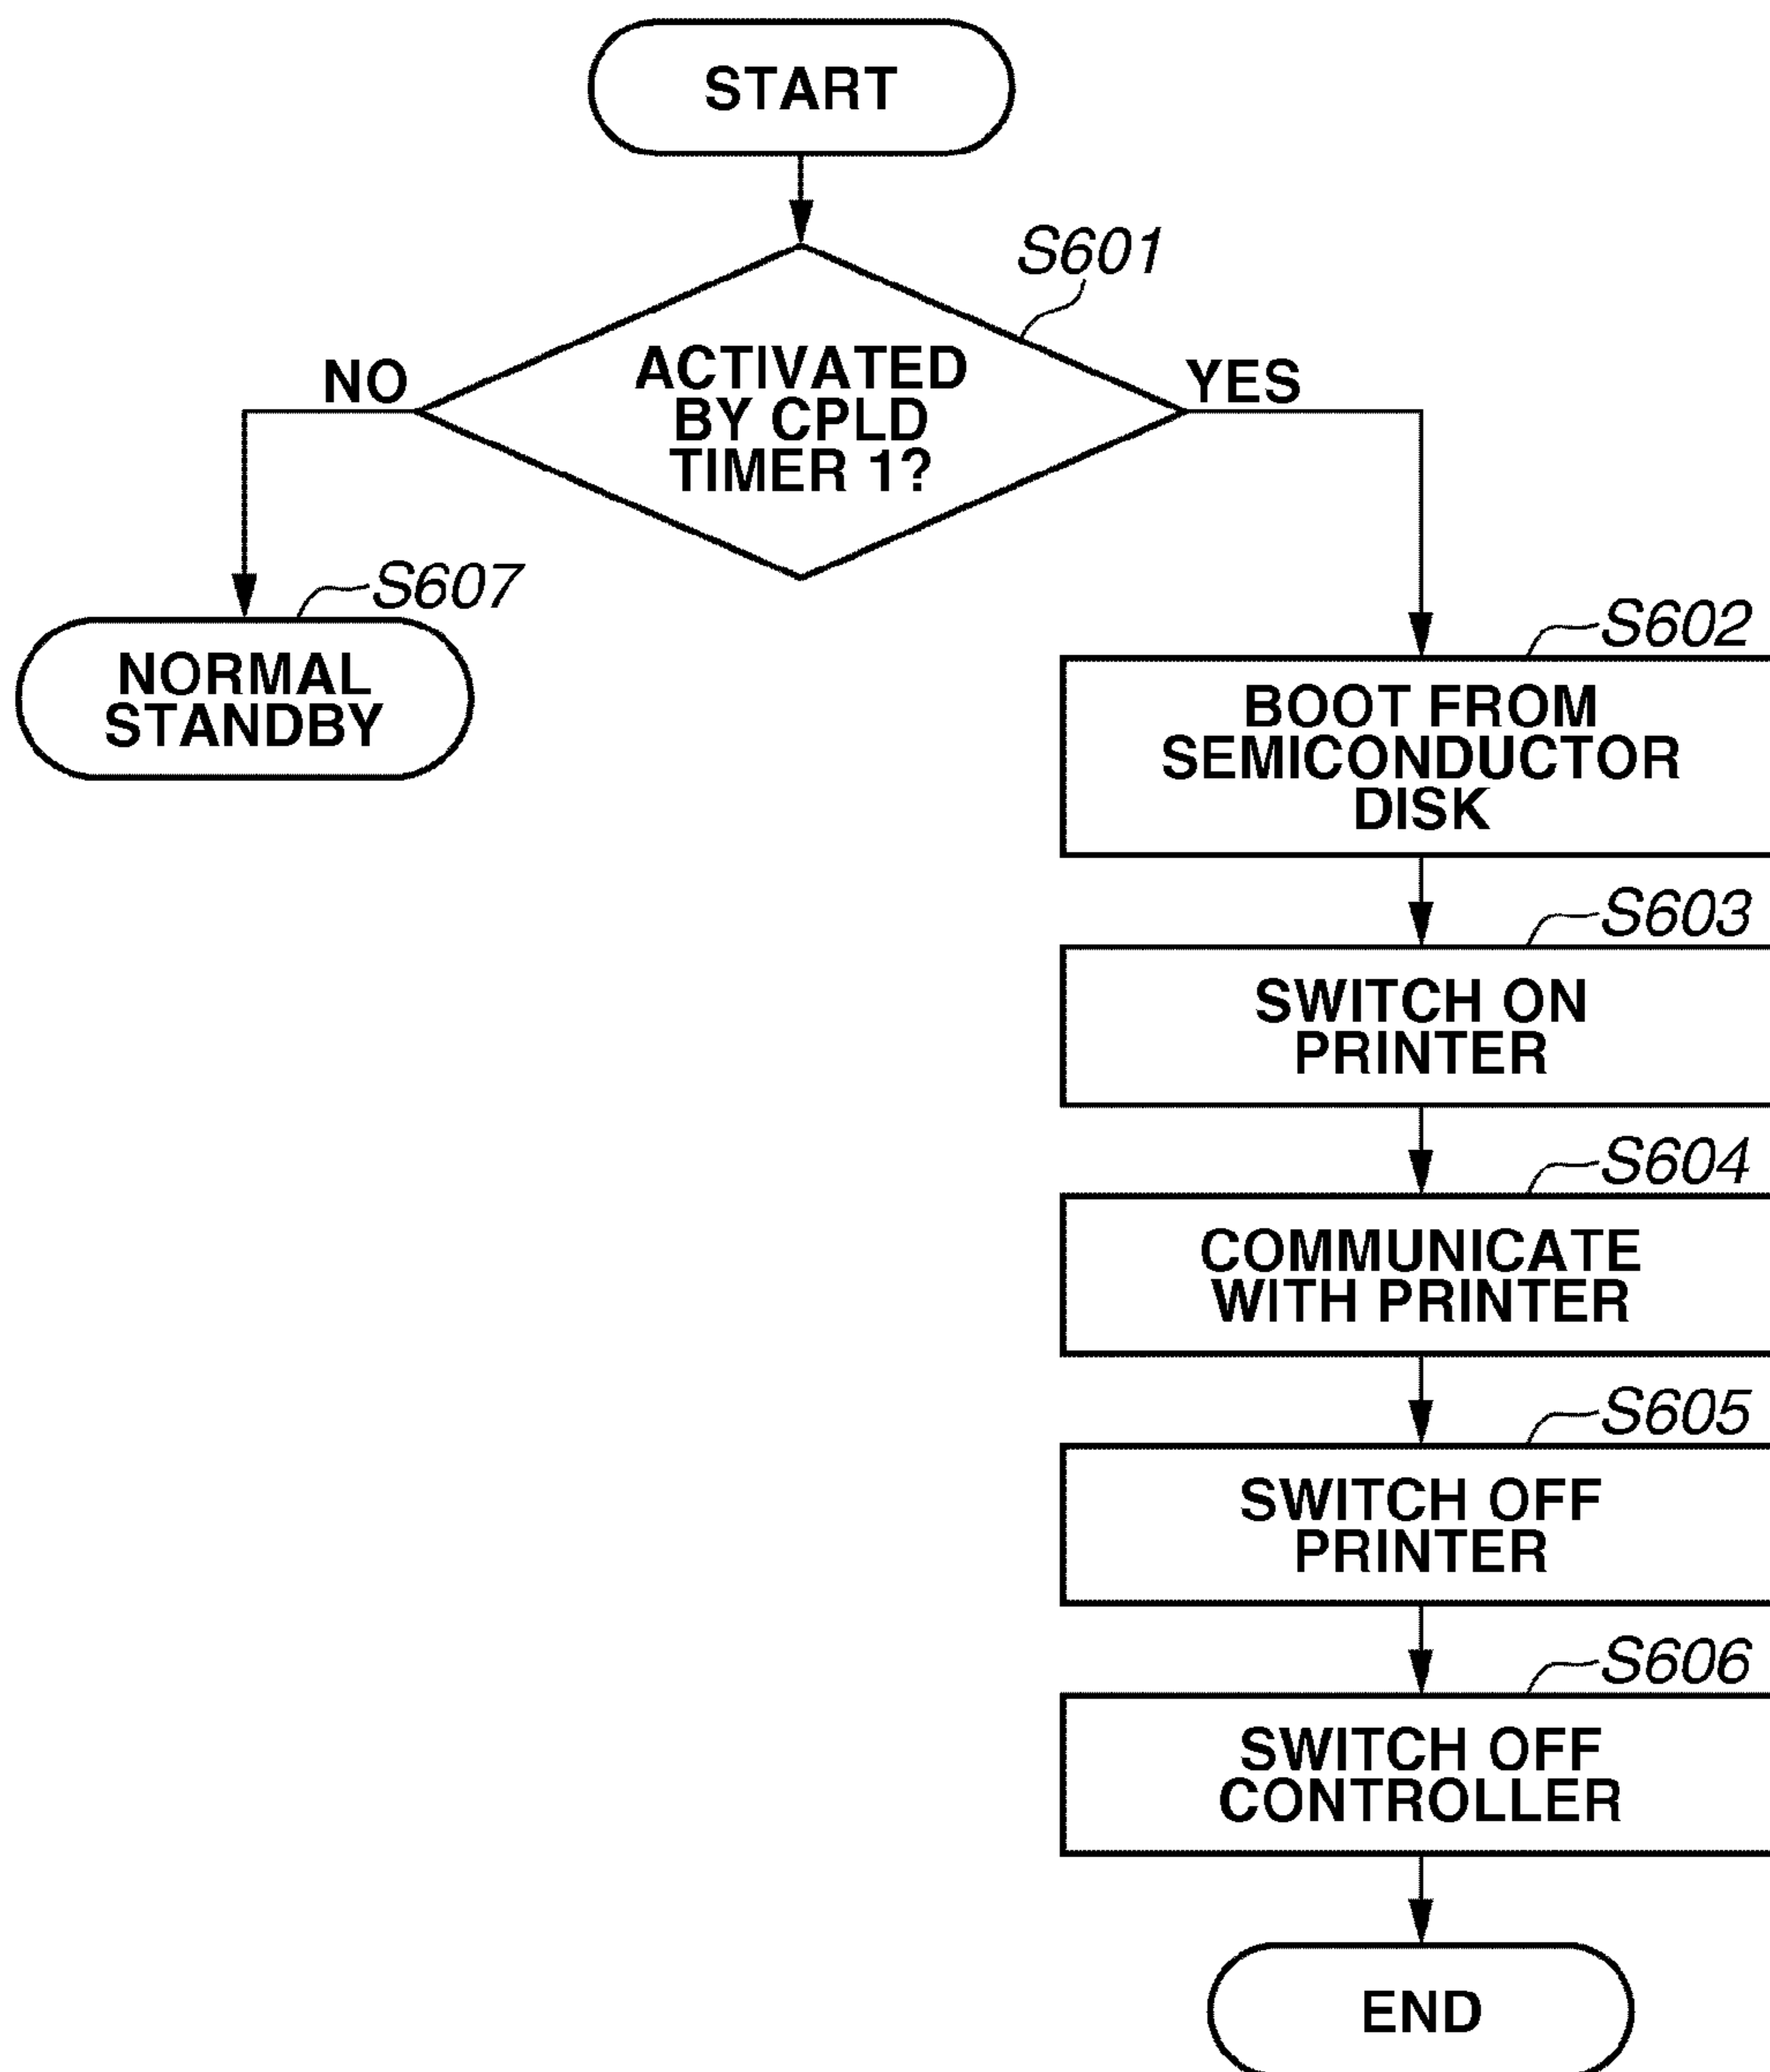 START
S601
ACTIVATED
BY CPLD
TIMER 1?
NO
YES
S607
NORMAL
STANDBY
S602
BOOT FROM
SEMICONDUCTOR
DISK
S603
SWITCH ON
PRINTER
S604
COMMUNICATE
WITH PRINTER
S605
SWITCH OFF
PRINTER
S606
SWITCH OFF
CONTROLLER
END